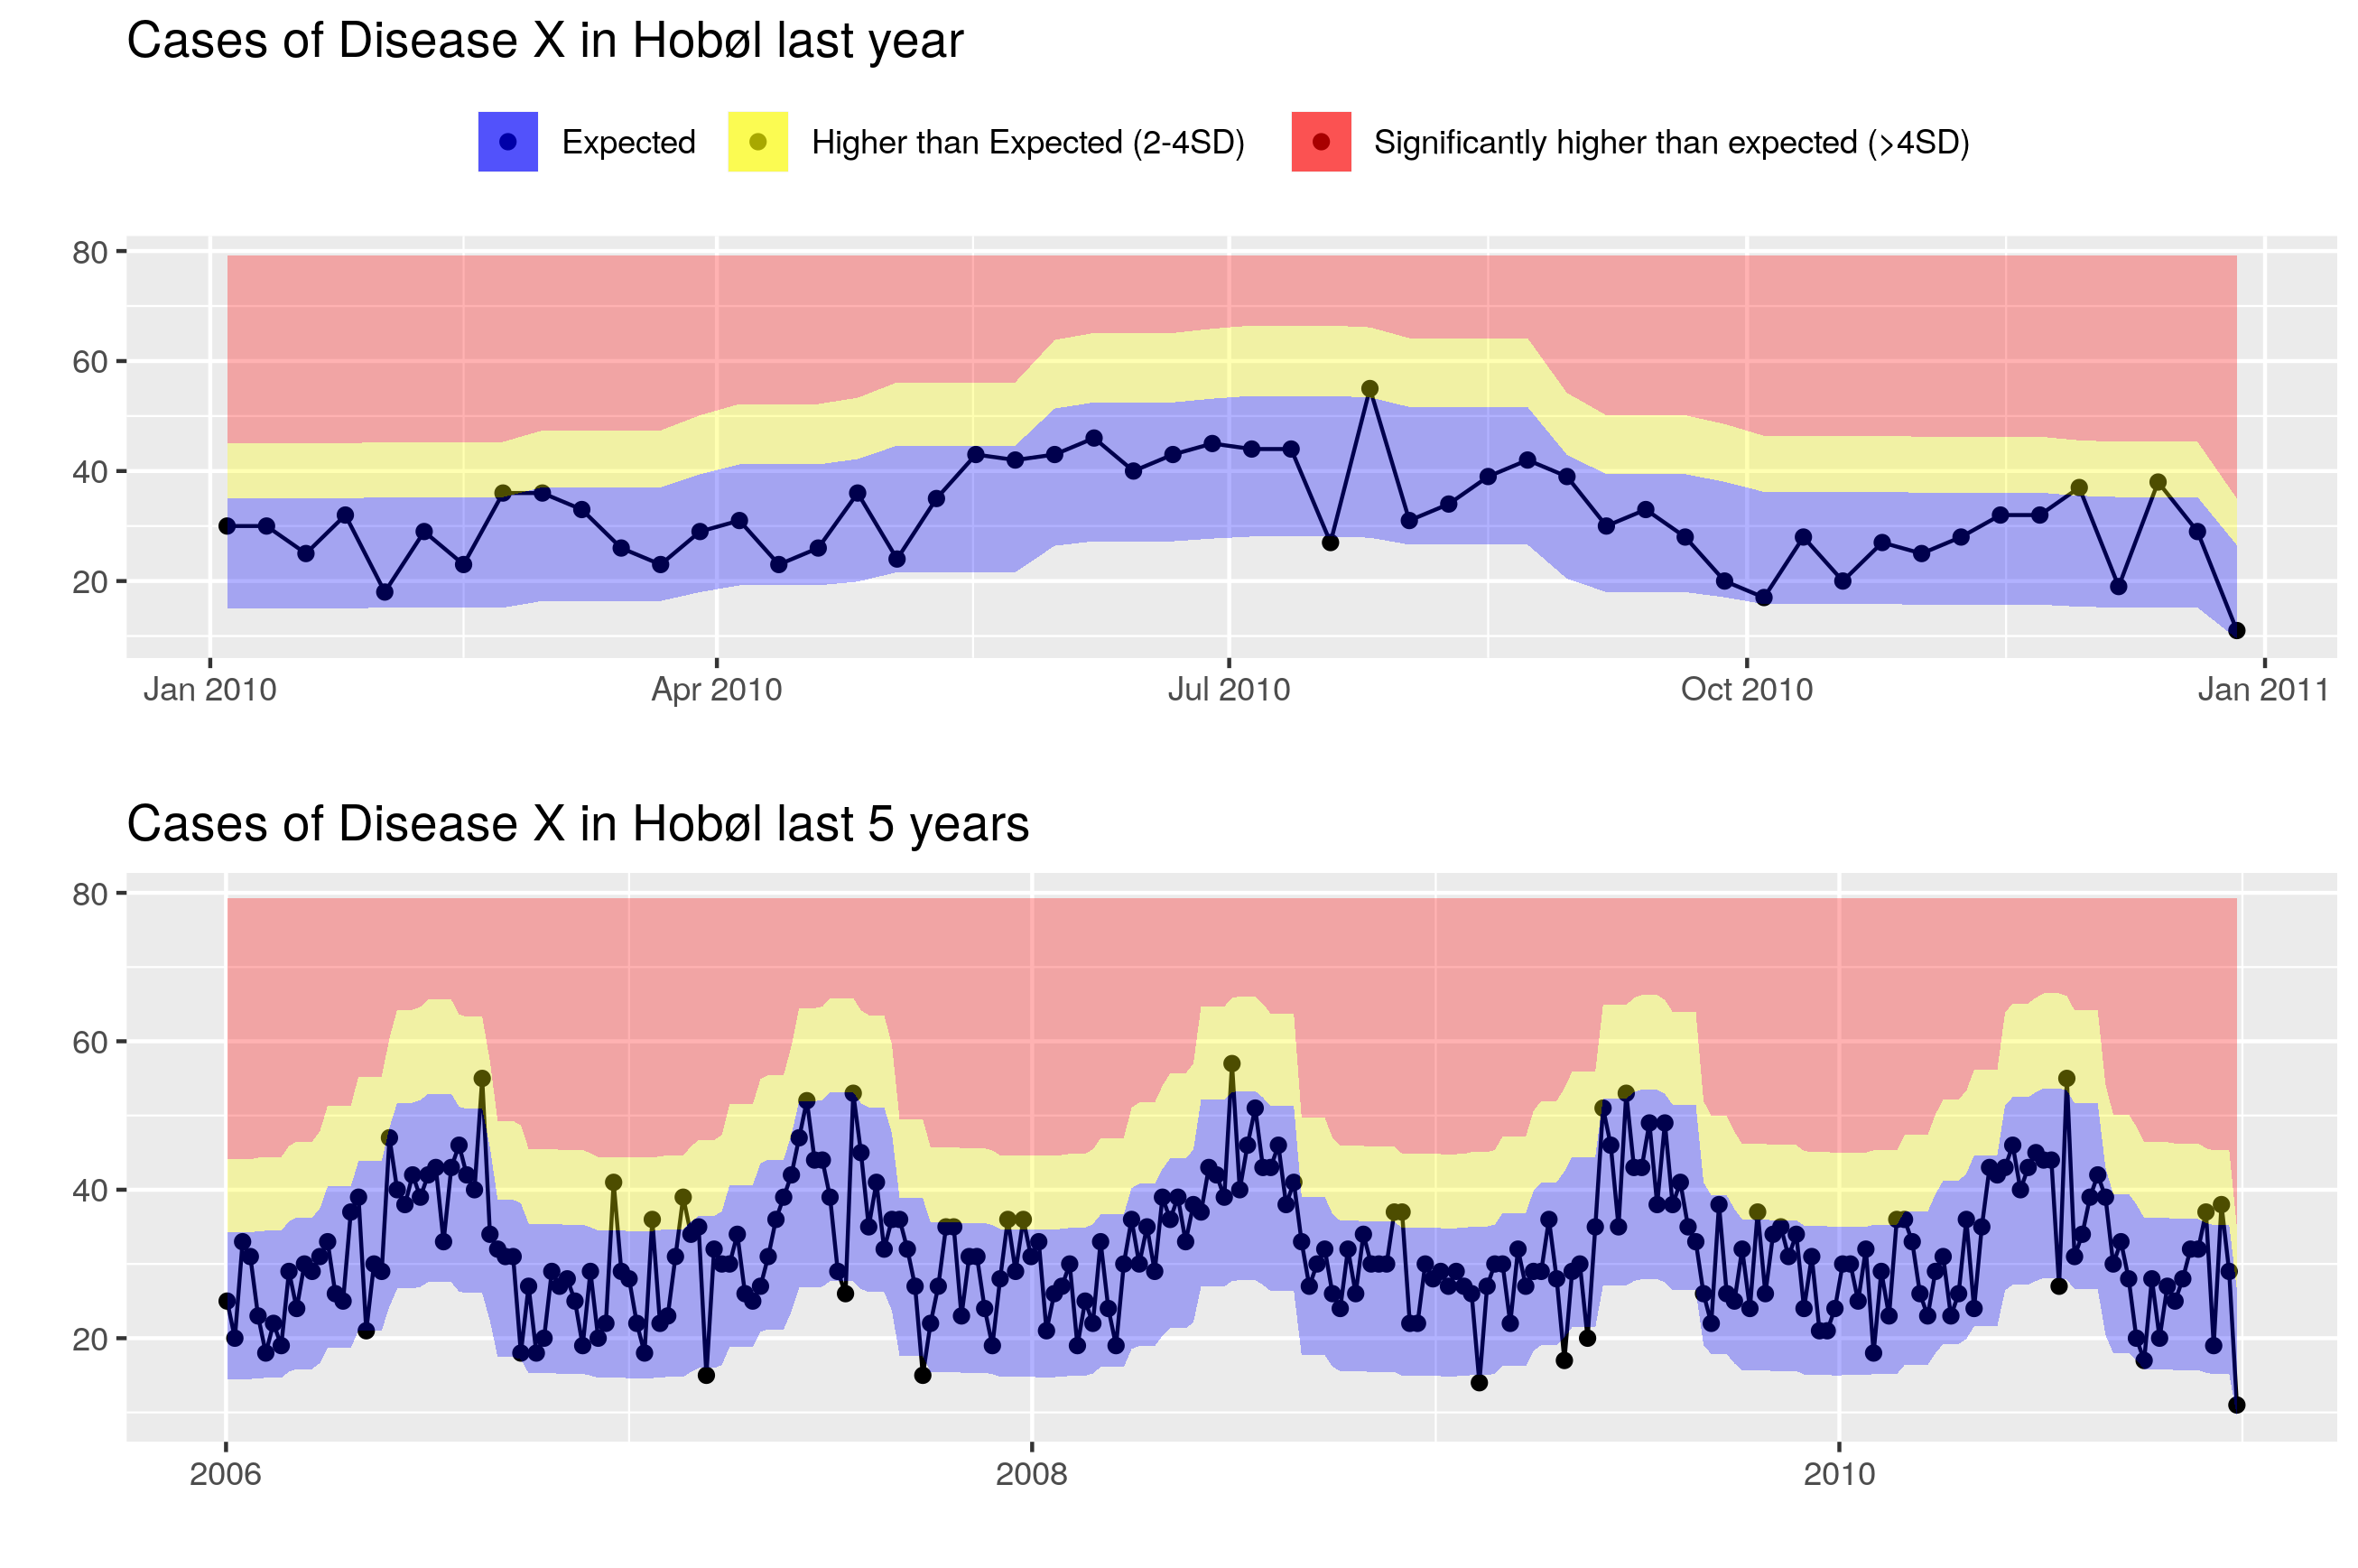 Cases of Disease X in Hobøl last year
Expected
Higher than Expected (2-4SD)
Significantly higher than expected (>4SD)
80
60
40
20
Jan 2010
Apr 2010
Jul 2010
Oct 2010
Jan 2011
Cases of Disease X in Hobøl last 5 years
80
60
40
20
2006
2008
2010